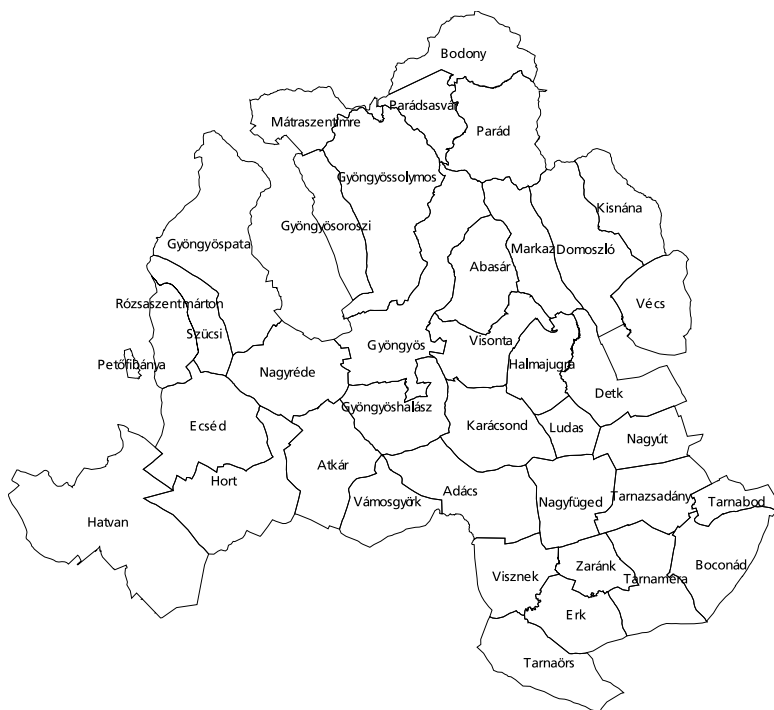 Bodony
Parádsasvár
Mátraszentimre
Parád
Gyöngyössolymos
Kisnána
Gyöngyösoroszi
Gyöngyöspata
Markaz
Domoszló
Abasár
Rózsaszentmárton
Vécs
Szücsi
Visonta
Gyöngyös
Petőfibánya
Halmajugra
Nagyréde
Detk
Gyöngyöshalász
Ecséd
Karácsond
Ludas
Nagyút
Atkár
Hort
Adács
Tarnazsadány
Vámosgyörk
Nagyfüged
Tarnabod
Hatvan
Boconád
Zaránk
Visznek
Tarnaméra
Erk
Tarnaörs